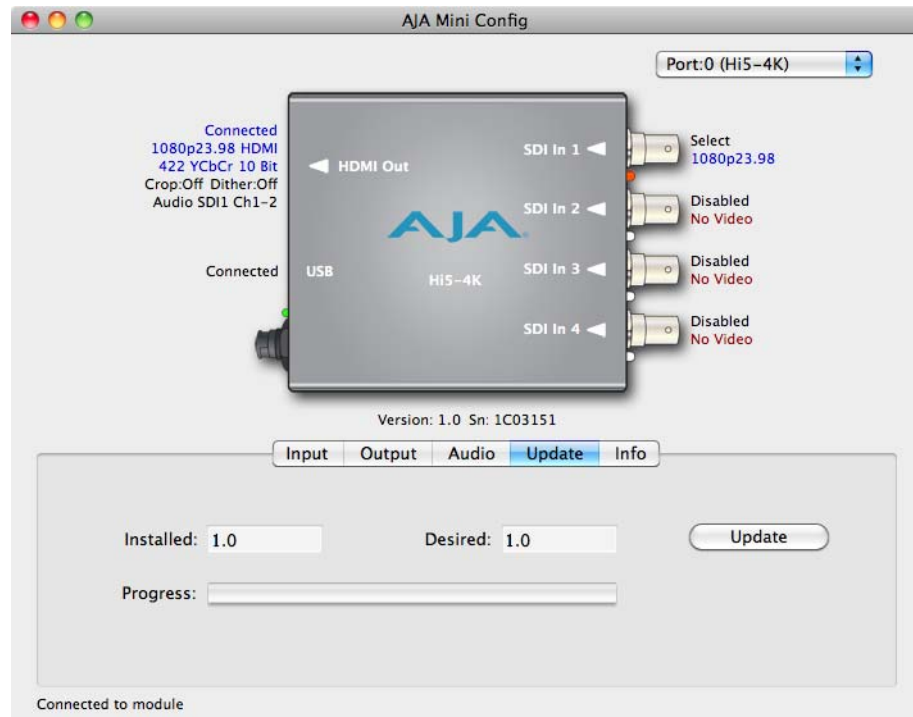 AJA Mini Config
Port:0 (Hi5-4K)
Connected
1080p23.98 HDMI
422 YCbCr 10 Bit
Crop:Off Dither:Off
Audio SDI1 Ch1-2
Connected
HDMI Out
USB
AJA
Hi5-4K
SDI In 1
SDI In 2
SDI In 3
SDI In 4
Select
1080p23.98
Disabled
No Video
Disabled
No Video
Disabled
No Video
Version: 1.0 Sn: 1C03151
Input Output Audio Update Info
Installed: 1.0 Desired: 1.0 Update
Progress:
Connected to module